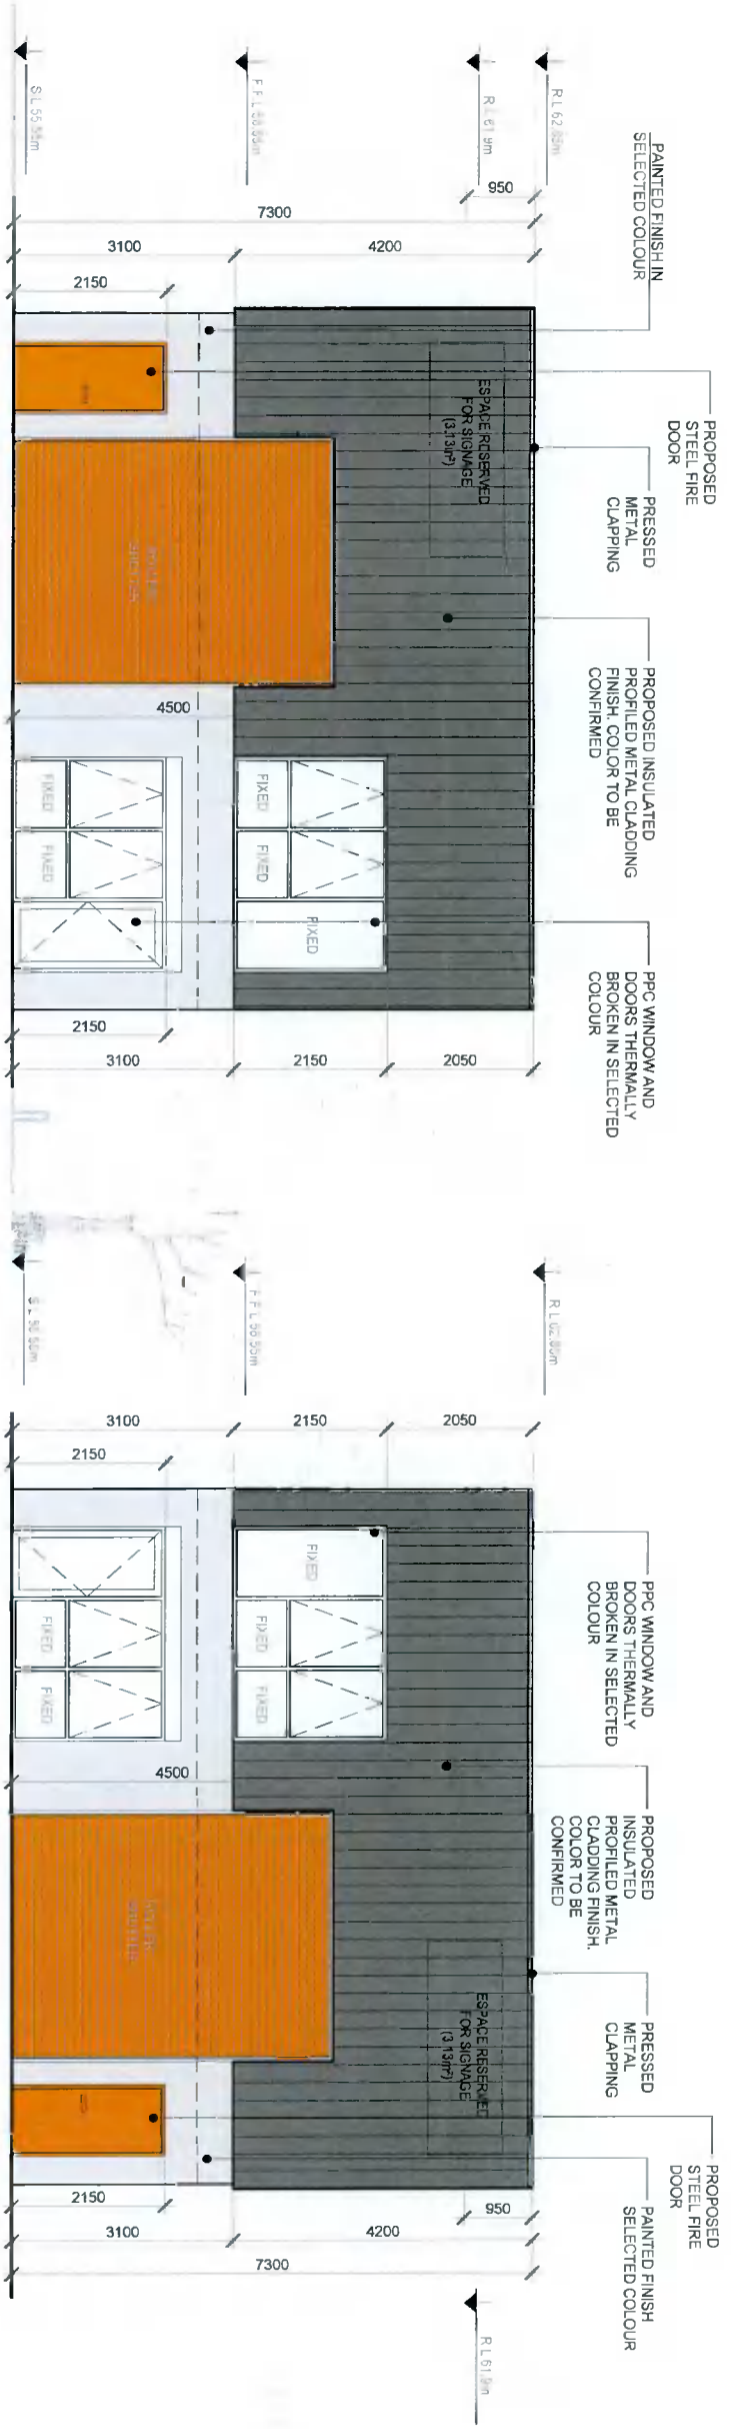 PAINTED FINISH IN
SELECTED COLOUR
PROPOSED
STEEL FIRE
DOOR
PRESSED
METAL
CLAPPING
PROPOSED INSULATED
PROFILED METAL CLADDING
FINISH. COLOR TO BE
CONFIRMED
PPC WINDOW AND
DOORS THERMALLY
BROKEN IN SELECTED
COLOUR
R L 61.9m
950
7300
3100
4200
2150
ESPACE RESERVED
FOR SIGNAGE
(3.13m²)
4500
FIXED
FIXED
FIXED
FIXED
FIXED
2150
3100
2150
2050
3100
2150
2050
2150
PPC WINDOW AND
DOORS THERMALLY
BROKEN IN SELECTED
COLOUR
PROPOSED
INSULATED
PROFILED METAL
CLADDING FINISH.
COLOR TO BE
CONFIRMED
PRESSED
METAL
CLAPPING
PROPOSED
STEEL FIRE
DOOR
PAINTED FINISH
SELECTED COLOUR
FIXED
FIXED
FIXED
FIXED
FIXED
4500
ESPACE RESERVED
FOR SIGNAGE
(3.13m²)
2150
950
3100
4200
7300
R L 61.9m